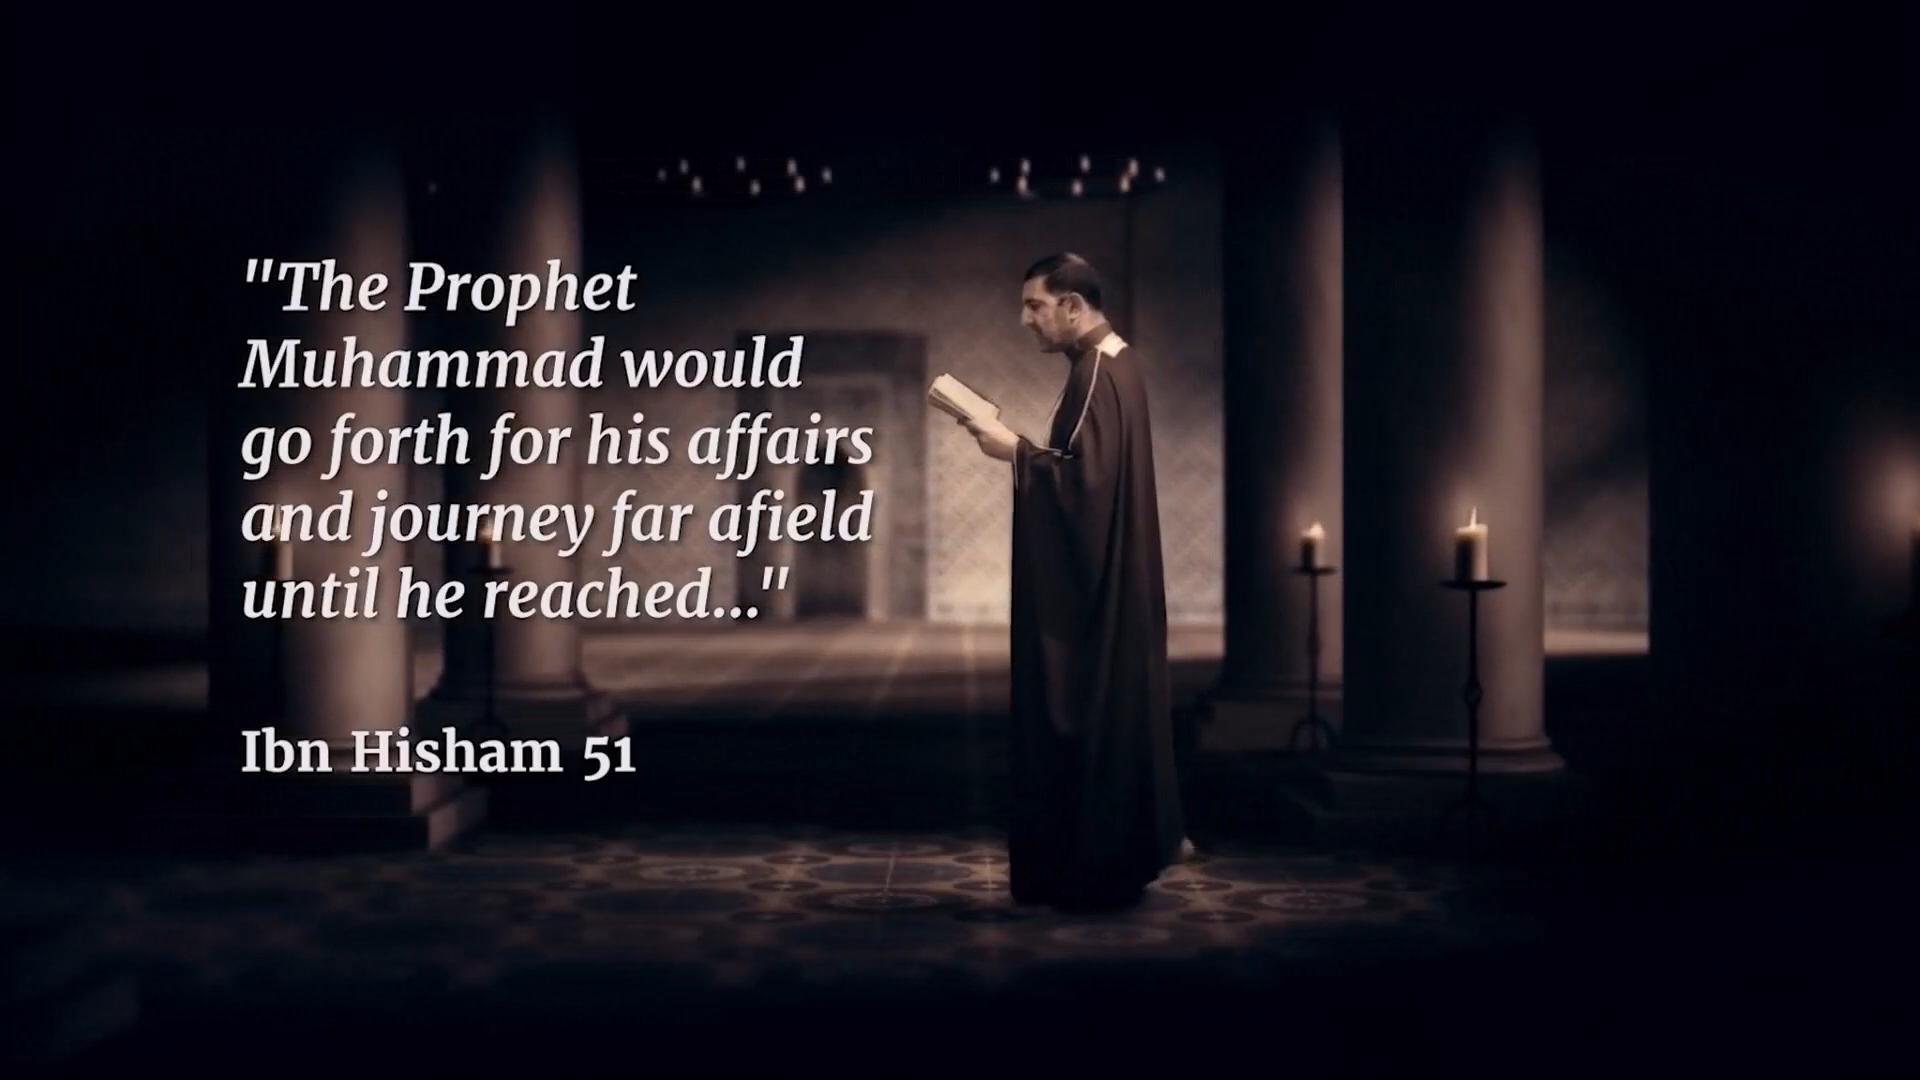 "The Prophet
Muhammad would
go forth for his affairs
and journey far afield
until he reached..."
Ibn Hisham 51